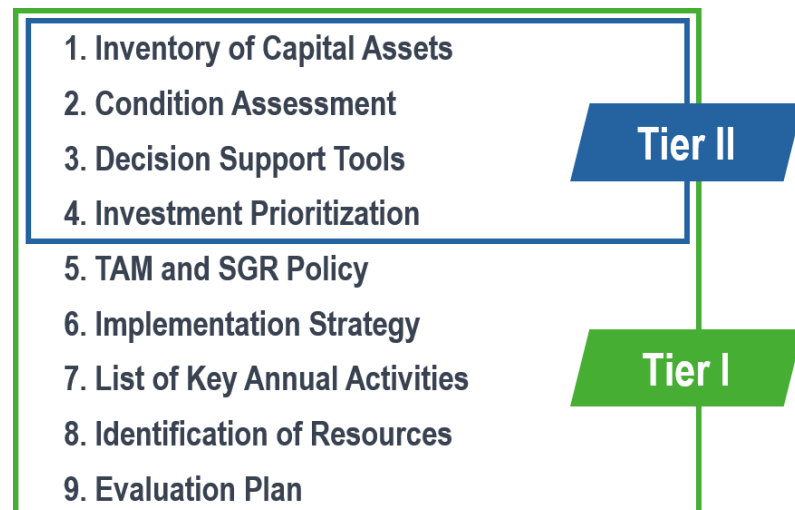 1. Inventory of Capital Assets
2. Condition Assessment
3. Decision Support Tools
4. Investment Prioritization
Tier II
5. TAM and SGR Policy
6. Implementation Strategy
7. List of Key Annual Activities
8. Identification of Resources
9. Evaluation Plan
Tier I